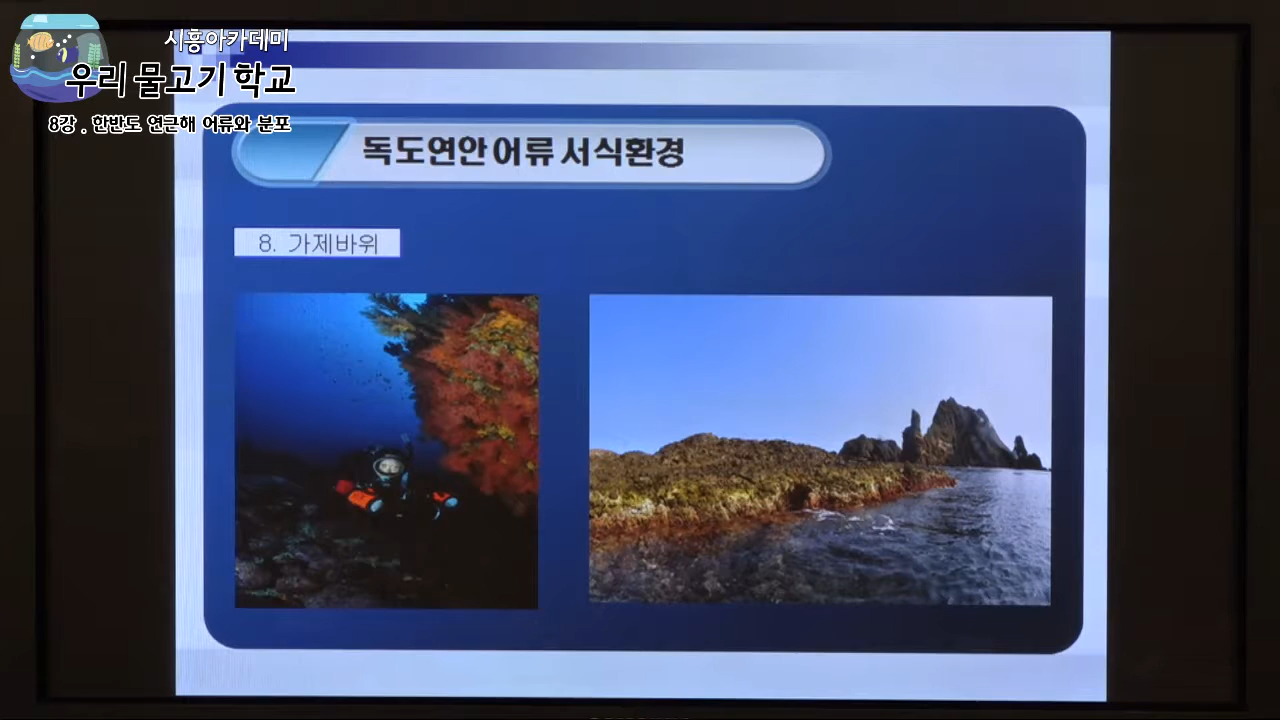 시흥아카데미
우리 물고기 학교
8강 . 한반도 연근해 어류와 분포
독도연안 어류 서식환경
8. 가제바위